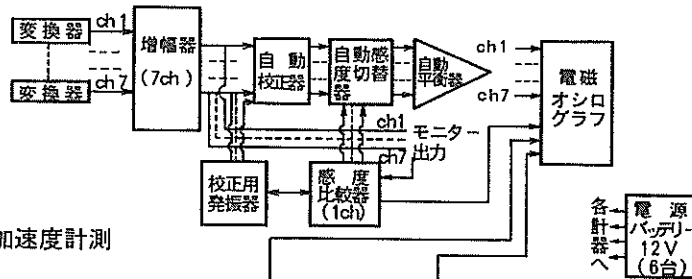 変換器
ch1
変換器
ch7
増幅器
(7ch)
自動
校正器
自動感
度切替
器
自動
平衡器
ch1
ch7
電磁
オシロ
グラフ
ch1
モニター
ch7
出力
校正用
発振器
感度
比較器
(1ch)
各計器へ
電源
バッテリー
12V
(6台)
加速度計測